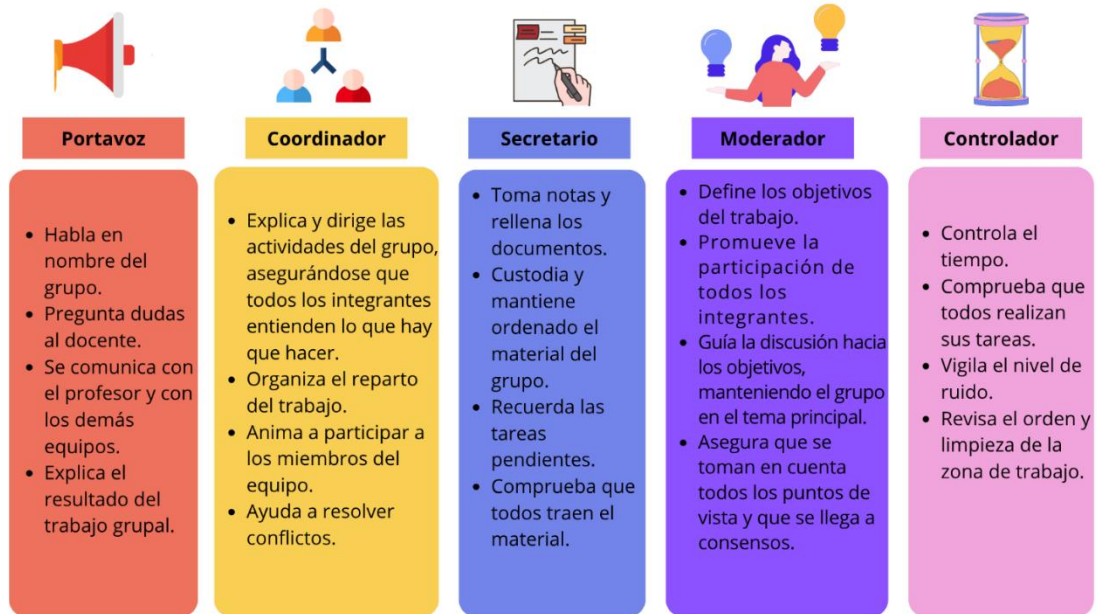 Portavoz
• Habla en
nombre del
grupo.
• Pregunta dudas
al docente.
• Se comunica con
el profesor y con
los demás
equipos.
• Explica el
resultado del
trabajo grupal.
Coordinador
• Explica y dirige las
actividades del grupo,
asegurándose que
todos los integrantes
entienden lo que hay
que hacer.
• Organiza el reparto
del trabajo.
• Anima a participar a
los miembros del
equipo.
• Ayuda a resolver
conflictos.
Secretario
• Toma notas y
rellena los
documentos.
• Custodia y
mantiene
ordenado el
material del
grupo.
• Recuerda las
tareas
pendientes.
• Comprueba que
todos traen el
material.
Moderador
• Define los objetivos
del trabajo.
• Promueve la
participación de
todos los
integrantes.
• Guía la discusión hacia
los objetivos,
manteniendo el grupo
en el tema principal.
• Asegura que se
toman en cuenta
todos los puntos de
vista y que se llega a
consensos.
Controlador
• Controla el
tiempo.
• Comprueba que
todos realizan
sus tareas.
• Vigila el nivel de
ruido.
• Revisa el orden y
limpieza de la
zona de trabajo.